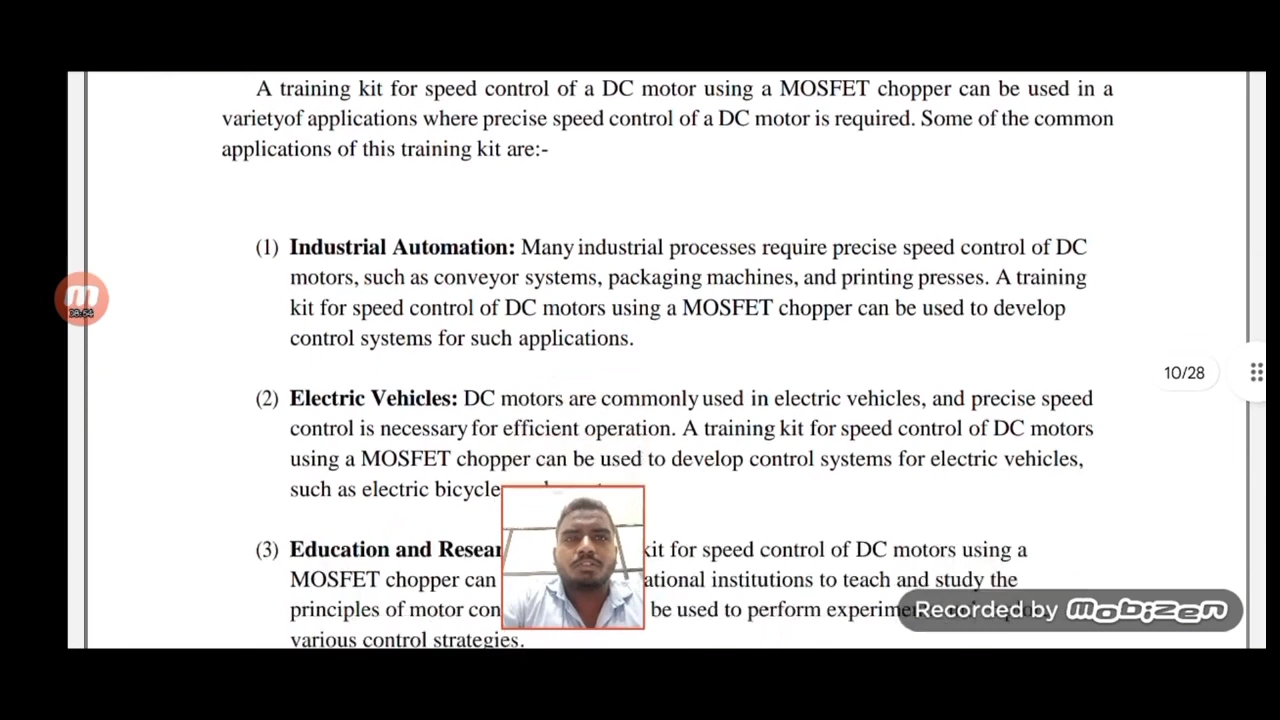 A training kit for speed control of a DC motor using a MOSFET chopper can be used in a
varietyof applications where precise speed control of a DC motor is required. Some of the common
applications of this training kit are:-
(1) Industrial Automation: Many industrial processes require precise speed control of DC
motors, such as conveyor systems, packaging machines, and printing presses. A training
kit for speed control of DC motors using a MOSFET chopper can be used to develop
control systems for such applications.
M
08:54
10/28
(2) Electric Vehicles: DC motors are commonly used in electric vehicles, and precise speed
control is necessary for efficient operation. A training kit for speed control of DC motors
using a MOSFET chopper can be used to develop control systems for electric vehicles,
such as electric bicycle
(3) Education and Resear kit for speed control of DC motors using a
MOSFET chopper can ational institutions to teach and study the
principles of motor con be used to perform experime
various control strategies.
Recorded by mobizen